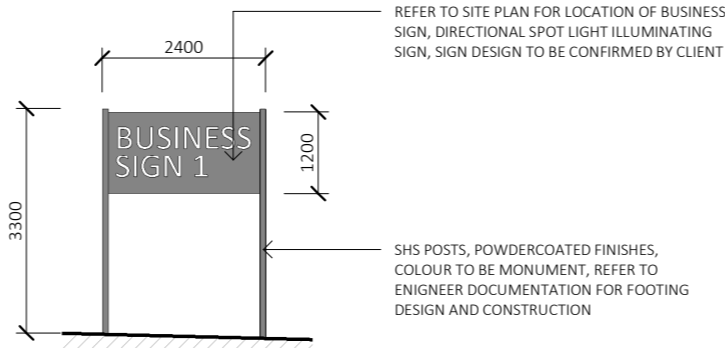 REFER TO SITE PLAN FOR LOCATION OF BUSINESS
SIGN, DIRECTIONAL SPOT LIGHT ILLUMINATING
SIGN, SIGN DESIGN TO BE CONFIRMED BY CLIENT
2400
BUSINESS
SIGN 1
1200
3300
SHS POSTS, POWDERCOATED FINISHES,
COLOUR TO BE MONUMENT, REFER TO
ENIGNEER DOCUMENTATION FOR FOOTING
DESIGN AND CONSTRUCTION